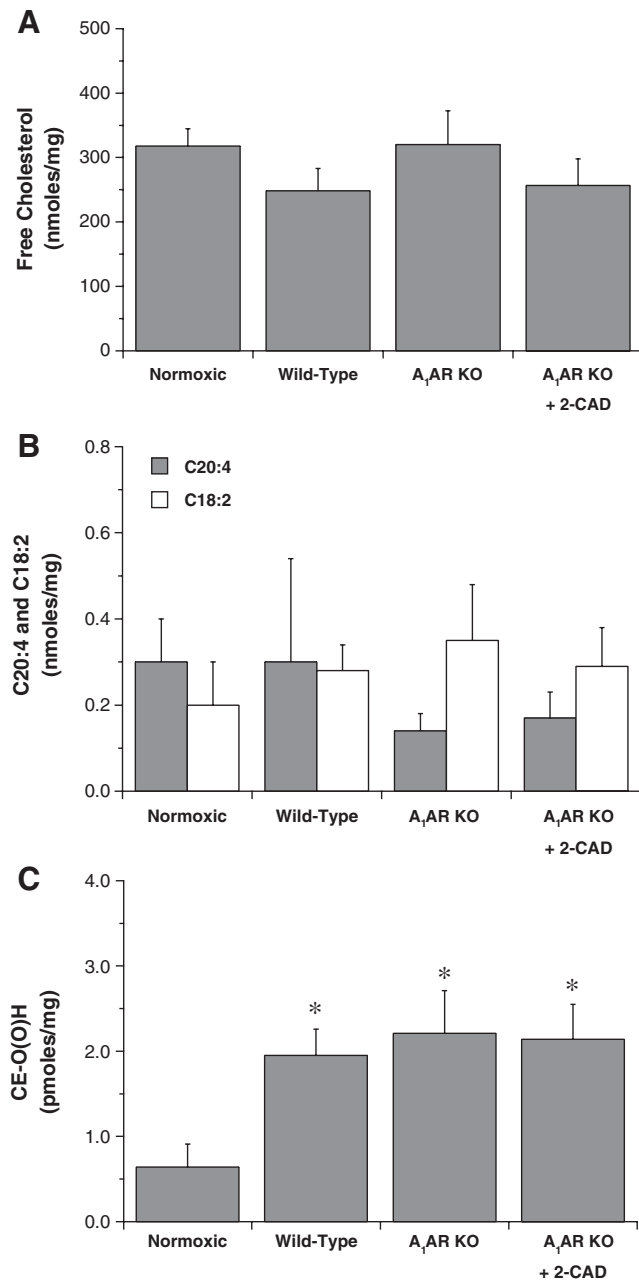 A
500
400
300
200
100
0
Free Cholesterol
(nmoles/mg)
Normoxic
Wild-Type
A₁AR KO
A₁AR KO
+ 2-CAD
B
0.8
0.6
0.4
0.2
0.0
C20:4 and C18:2
(nmoles/mg)
C20:4
C18:2
Normoxic
Wild-Type
A₁AR KO
A₁AR KO
+ 2-CAD
C
4.0
3.0
2.0
1.0
0.0
CE-O(O)H
(pmoles/mg)
*
*
*
Normoxic
Wild-Type
A₁AR KO
A₁AR KO
+ 2-CAD